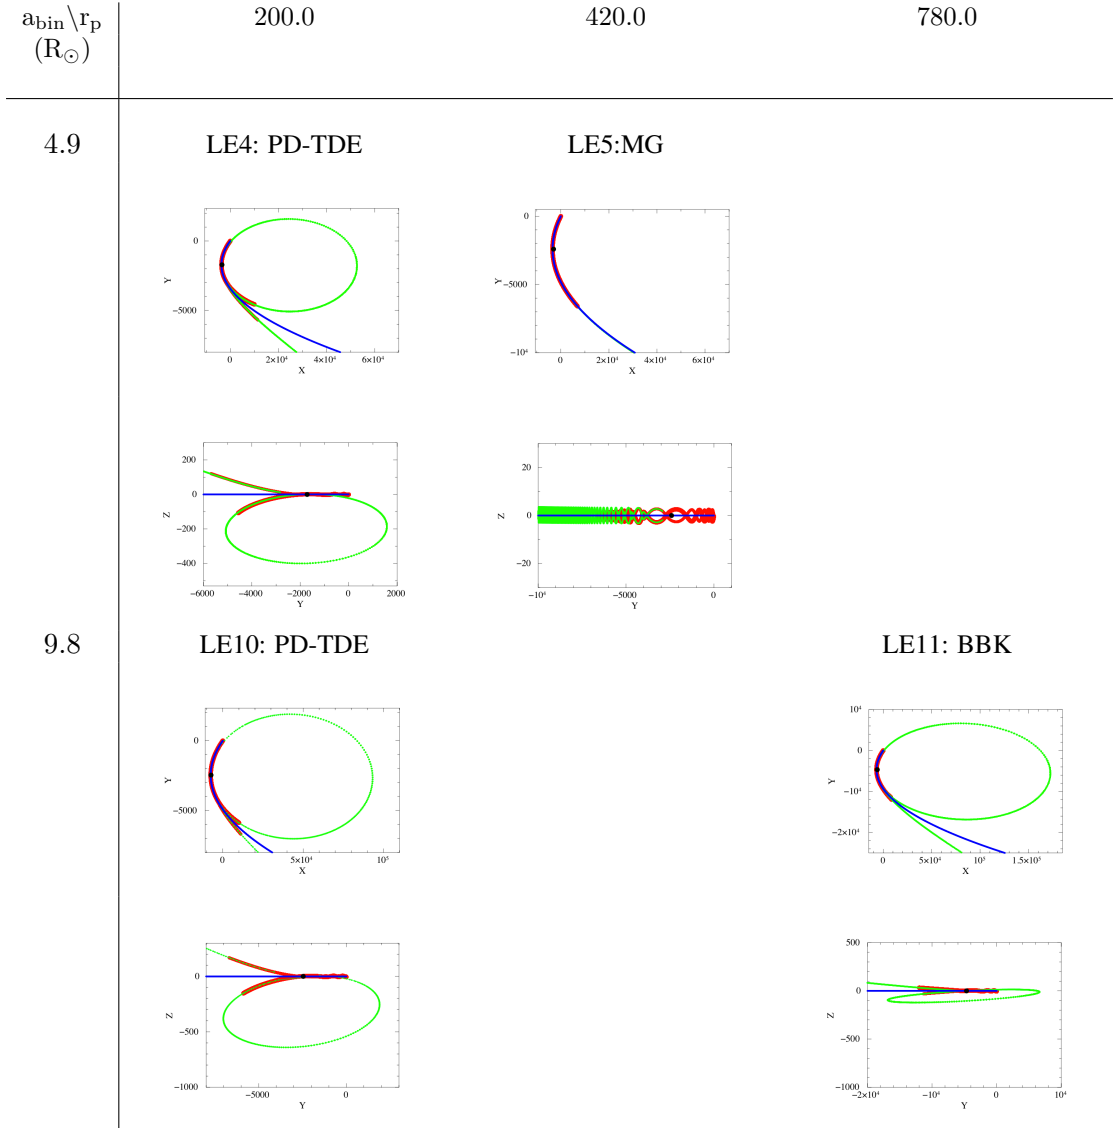 a_bin\r_p 200.0 420.0 780.0
(R_⊙)
4.9 LE4: PD-TDE LE5:MG
0
−5000
Y
0 2×10⁴ 4×10⁴ 6×10⁴
X
0
−5000
−10⁴
Y
0 2×10⁴ 4×10⁴ 6×10⁴
X
200
0
−200
−400
Z
−6000 −4000 −2000 0 2000
Y
20
0
−20
Z
−10⁴ −5000 0
Y
9.8 LE10: PD-TDE LE11: BBK
0
−5000
Y
0 5×10⁴ 10⁵
X
10⁴
0
−10⁴
−2×10⁴
Y
0 5×10⁴ 10⁵ 1.5×10⁵
X
0
−500
−1000
Z
−5000 0
Y
500
0
−500
−1000
Z
−2×10⁴ −10⁴ 0 10⁴
Y